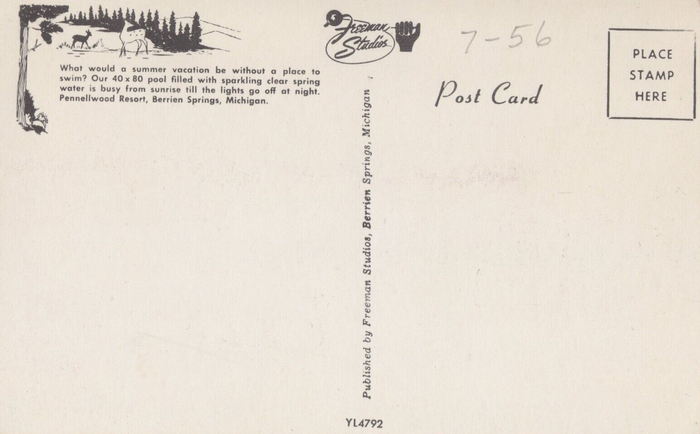 What would a summer vacation be without a place to
swim? Our 40 x 80 pool filled with sparkling clear spring
water is busy from sunrise till the lights go off at night.
Pennellwood Resort, Berrien Springs, Michigan.
Freeman
Studios
7-56
Post Card
PLACE
STAMP
HERE
Published by Freeman Studios, Berrien Springs, Michigan
YL4792